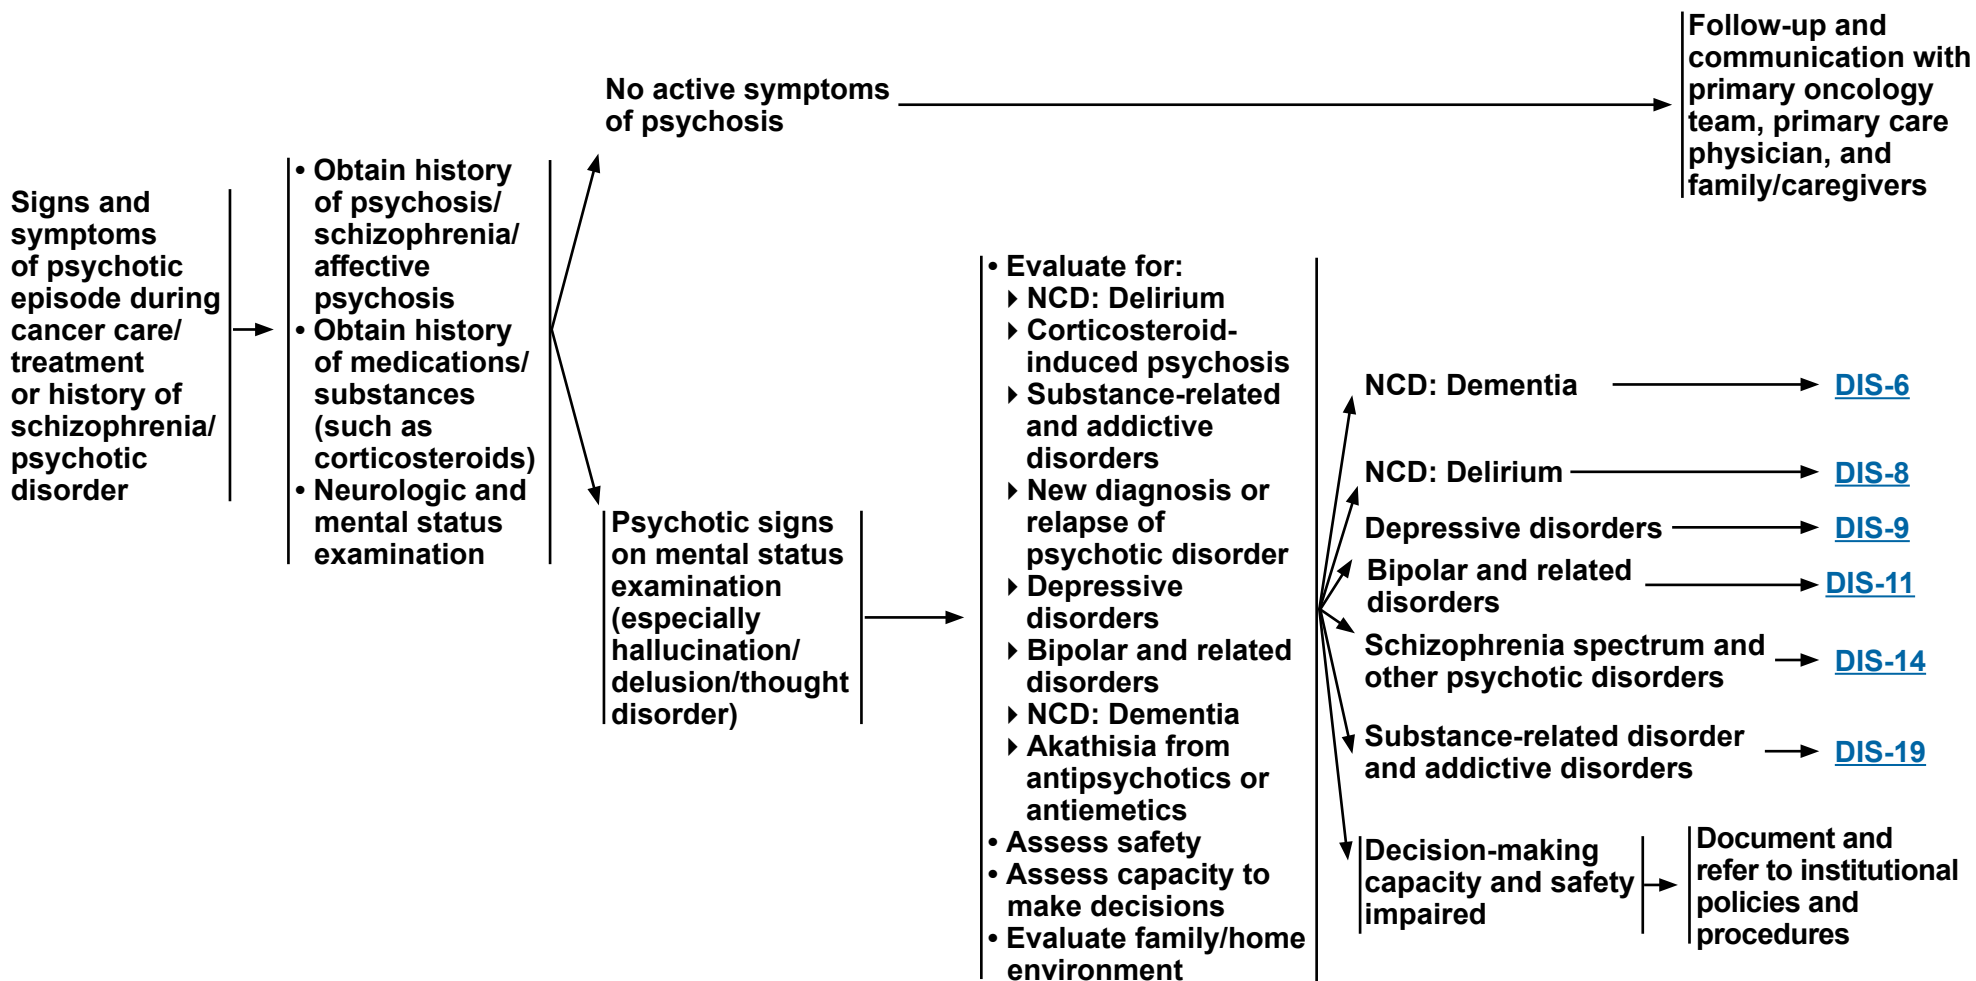 Signs and
symptoms
of psychotic
episode during
cancer care/
treatment
or history of
schizophrenia/
psychotic
disorder
• Obtain history
of psychosis/
schizophrenia/
affective
psychosis
• Obtain history
of medications/
substances
(such as
corticosteroids)
• Neurologic and
mental status
examination
No active symptoms
of psychosis
Follow-up and
communication with
primary oncology
team, primary care
physician, and
family/caregivers
Psychotic signs
on mental status
examination
(especially
hallucination/
delusion/thought
disorder)
• Evaluate for:
▸ NCD: Delirium
▸ Corticosteroid-
induced psychosis
▸ Substance-related
and addictive
disorders
▸ New diagnosis or
relapse of
psychotic disorder
▸ Depressive
disorders
▸ Bipolar and related
disorders
▸ NCD: Dementia
▸ Akathisia from
antipsychotics or
antiemetics
• Assess safety
• Assess capacity to
make decisions
• Evaluate family/home
environment
NCD: Dementia
DIS-6
NCD: Delirium
DIS-8
Depressive disorders
DIS-9
Bipolar and related
disorders
DIS-11
Schizophrenia spectrum and
other psychotic disorders
DIS-14
Substance-related disorder
and addictive disorders
DIS-19
Decision-making
capacity and safety
impaired
Document and
refer to institutional
policies and
procedures